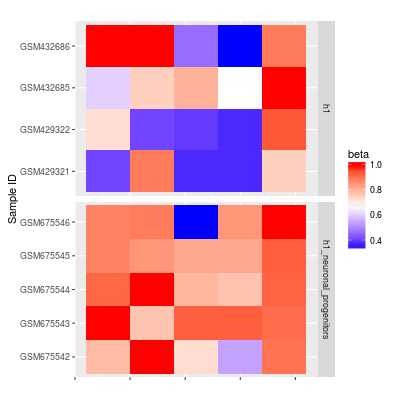 Sample ID
GSM432686
GSM432685
GSM429322
GSM429321
h1
GSM675546
GSM675545
GSM675544
GSM675543
GSM675542
h1_neuronal_progenitors
beta
1.0
0.8
0.6
0.4